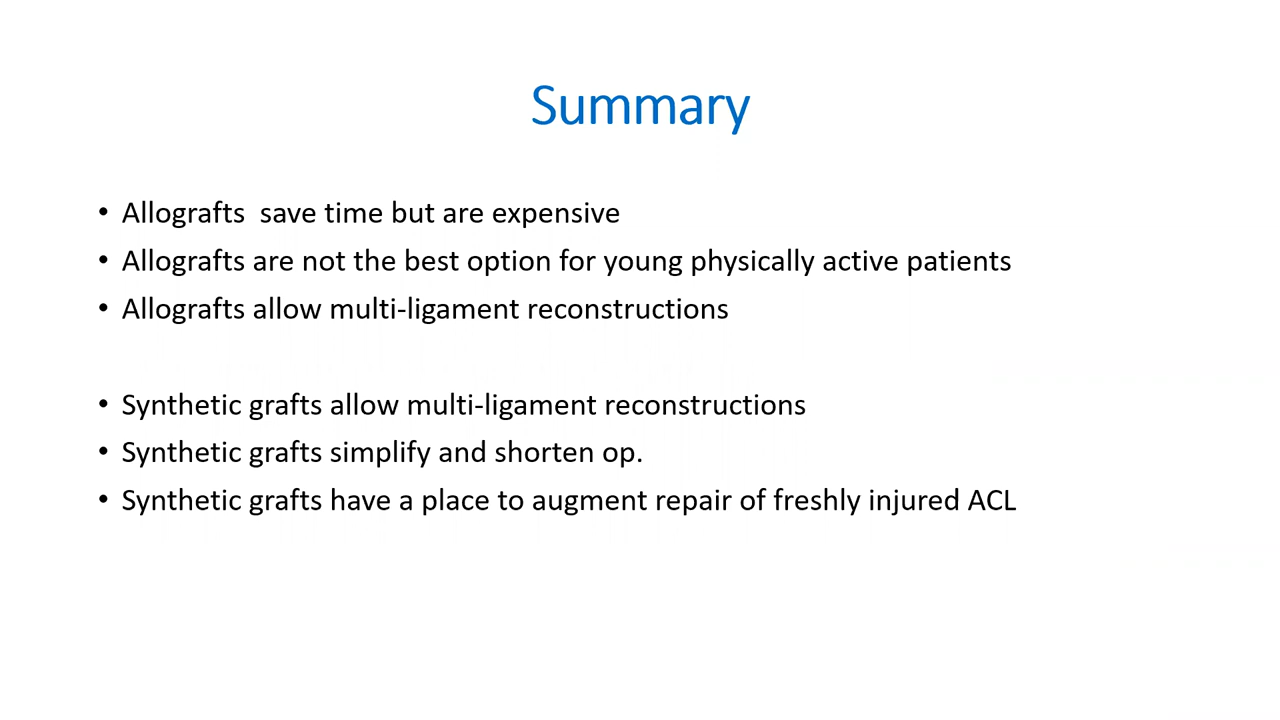 Summary
• Allografts  save time but are expensive
• Allografts are not the best option for young physically active patients
• Allografts allow multi-ligament reconstructions
• Synthetic grafts allow multi-ligament reconstructions
• Synthetic grafts simplify and shorten op.
• Synthetic grafts have a place to augment repair of freshly injured ACL